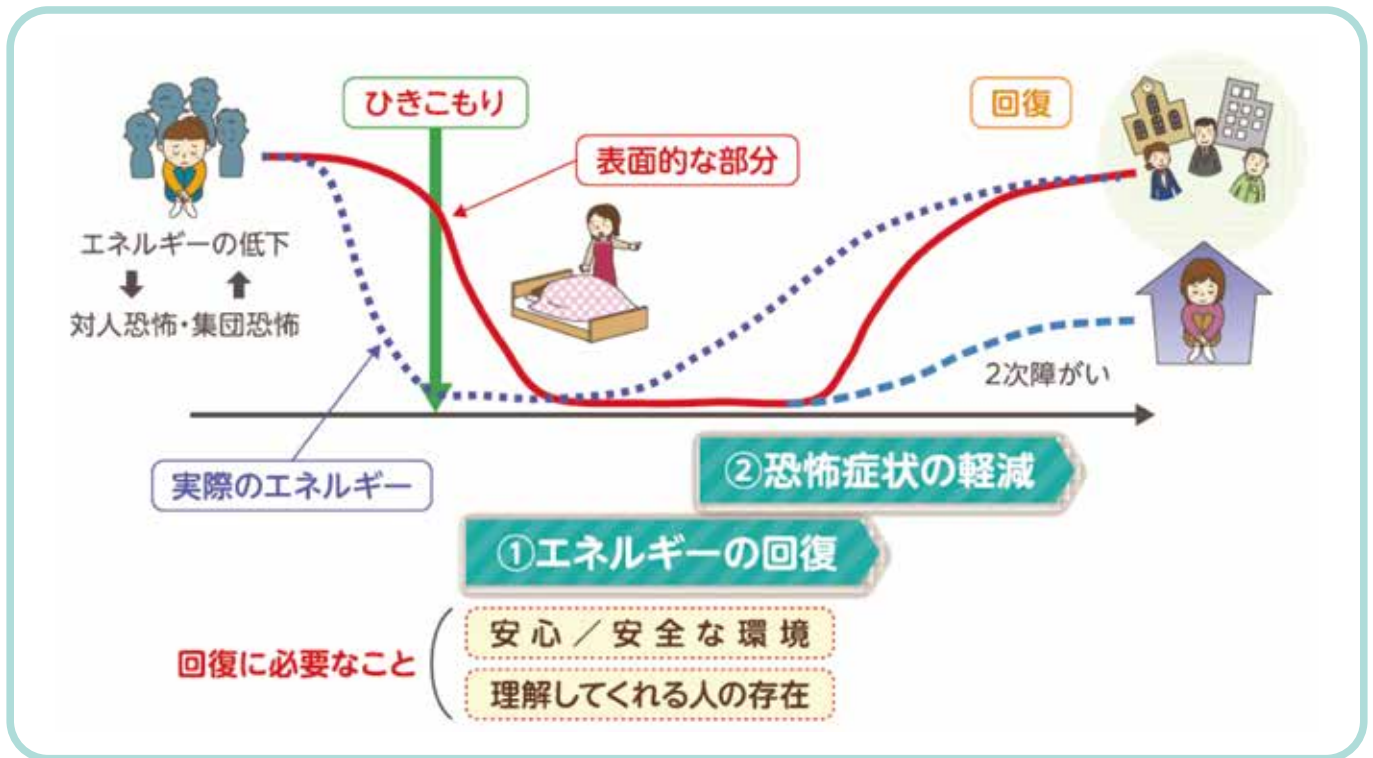 ひきこもり
回復
表面的な部分
エネルギーの低下
対人恐怖・集団恐怖
2次障がい
実際のエネルギー
②恐怖症状の軽減
①エネルギーの回復
回復に必要なこと
安心／安全な環境
理解してくれる人の存在